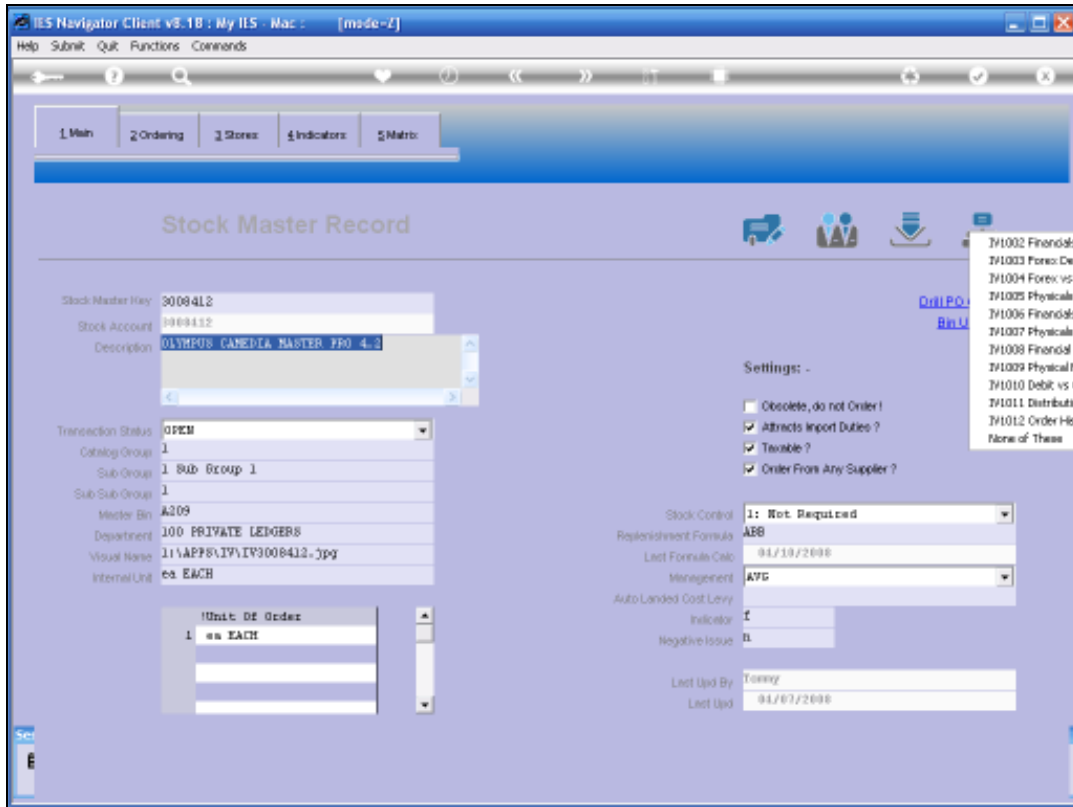 IES Navigator Client v8.18 : My IES - Mac : [mode=Z]
Help Submit Quit Functions Commands
1 Main 2 Ordering 3 Stores 4 Indicators 5 Matrix
Stock Master Record
IV1002 Financials
IV1003 Forex De
IV1004 Forex vs
IV1005 Physicals
IV1006 Financials
IV1007 Physicals
IV1008 Financial
IV1009 Physical
IV1010 Debit vs
IV1011 Distributi
IV1012 Order His
None of These
Drill PO
Bin U
Stock Master Key 3008412
Stock Account 3008412
Description OLYMPUS CAMEDIA MASTER PRO 4.2
Transaction Status OPEN
Catalog Group 1
Sub Group 1 Sub Group 1
Sub Sub Group 1
Master Bin A209
Department 100 PRIVATE LEDGERS
Visual Name 1:\APPS\IV\IV3008412.jpg
Internal Unit ea EACH
!Unit Of Order
1 ea EACH
Settings: -
Obsolete, do not Order !
Attracts Import Duties ?
Taxable ?
Order From Any Supplier ?
Stock Control 1: Not Required
Replenishment Formula ABB
Last Formula Calc 04/10/2008
Management AVG
Auto Landed Cost Levy
Indicator f
Negative Issue n
Last Upd By Tommy
Last Upd 04/07/2008